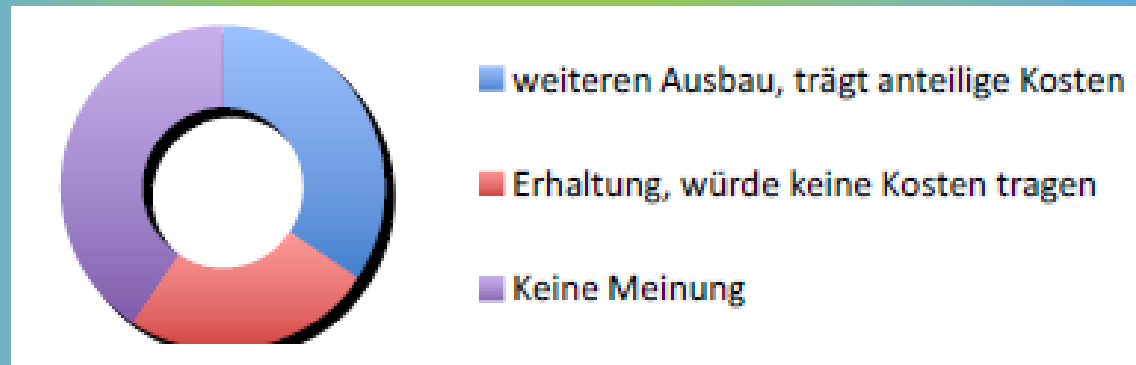 weiteren Ausbau, trägt anteilige Kosten
Erhaltung, würde keine Kosten tragen
Keine Meinung